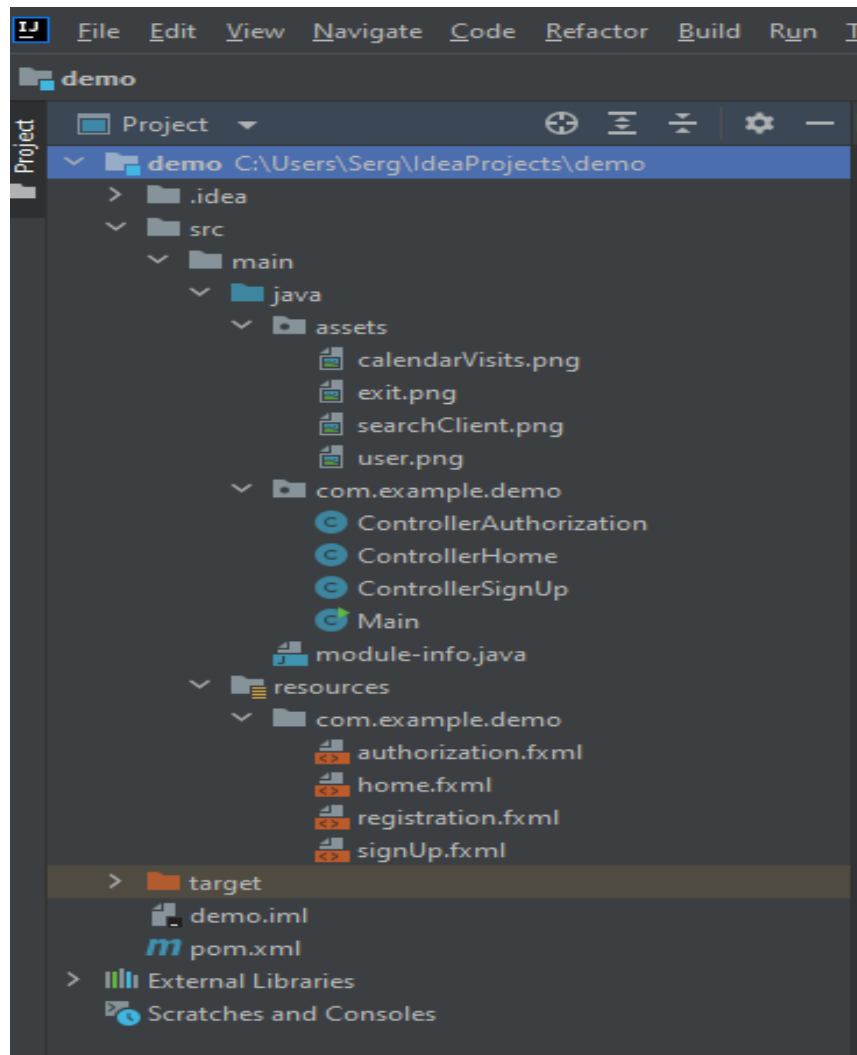 IJ File Edit View Navigate Code Refactor Build Run
demo
Project
Project
demo C:\Users\Serg\IdeaProjects\demo
.idea
src
main
java
assets
calendarVisits.png
exit.png
searchClient.png
user.png
com.example.demo
ControllerAuthorization
ControllerHome
ControllerSignUp
Main
module-info.java
resources
com.example.demo
authorization.fxml
home.fxml
registration.fxml
signUp.fxml
target
demo.iml
pom.xml
External Libraries
Scratches and Consoles